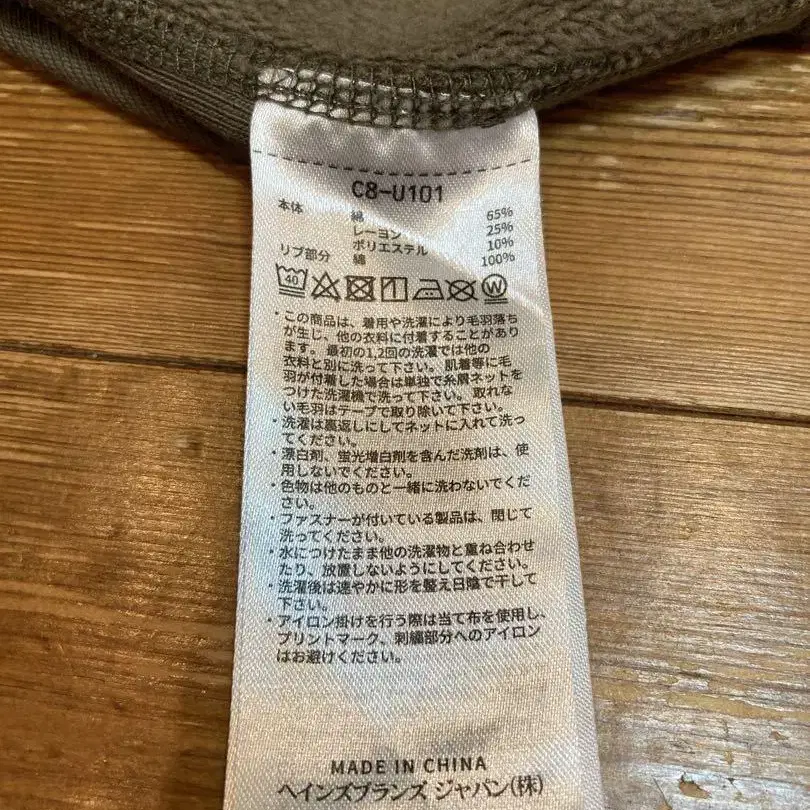 C8-U101
本体 綿 65%
レーヨン 25%
ポリエステル 10%
リブ部分 綿 100%
40 W
・この商品は、着用や洗濯により毛羽落ち
が生じ、他の衣料に付着することがあり
ます。最初の1,2回の洗濯では他の
衣料と別に洗って下さい。肌着等に毛
羽が付着した場合は単独で糸屑ネットを
つけた洗濯機で洗って下さい。取れな
い毛羽はテープで取り除いて下さい。
・洗濯は裏返しにしてネットに入れて洗っ
てください。
・漂白剤、蛍光増白剤を含んだ洗剤は、使
用しないでください。
・色物は他のものと一緒に洗わないでくだ
さい。
・ファスナーが付いている製品は、閉じて
洗ってください。
・水につけたまま他の洗濯物と重ね合わせ
たり、放置しないようにしてください。
・洗濯後は速やかに形を整え日陰で干して
下さい。
・アイロン掛けを行う際は当て布を使用し、
プリントマーク、刺繍部分へのアイロン
はお避けください。
MADE IN CHINA
ヘインズブランズ ジャパン(株)